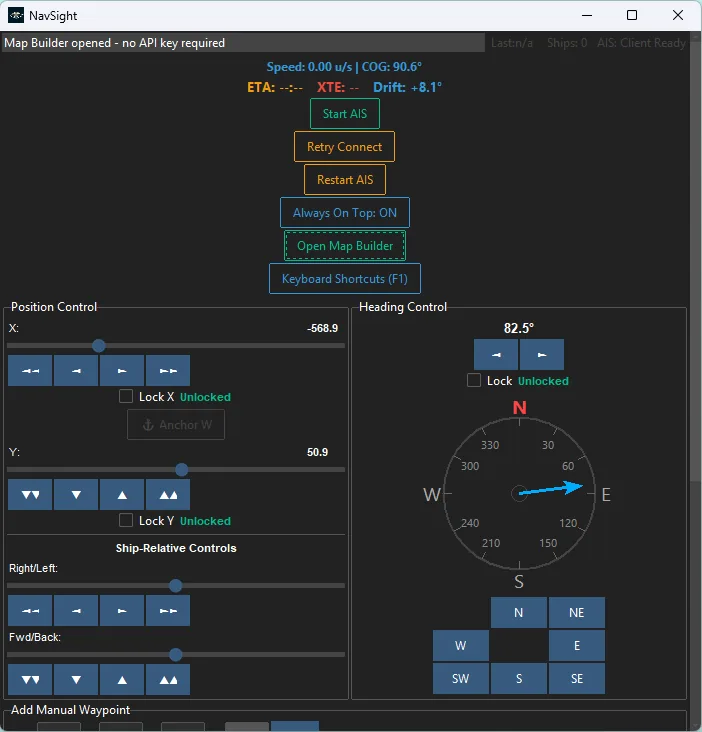 NavSight
Map Builder opened - no API key required Last:n/a Ships: 0 AIS: Client Ready
Speed: 0.00 u/s | COG: 90.6°
ETA: --:-- XTE: -- Drift: +8.1°
Start AIS
Retry Connect
Restart AIS
Always On Top: ON
Open Map Builder
Keyboard Shortcuts (F1)
Position Control
X: -568.9
Lock X Unlocked
Anchor W
Y: 50.9
Lock Y Unlocked
Ship-Relative Controls
Right/Left:
Fwd/Back:
Heading Control
82.5°
Lock Unlocked
N
330 30
300 60
W E
240 120
210 150
S
N NE
W E
SW S SE
Add Manual Waypoint